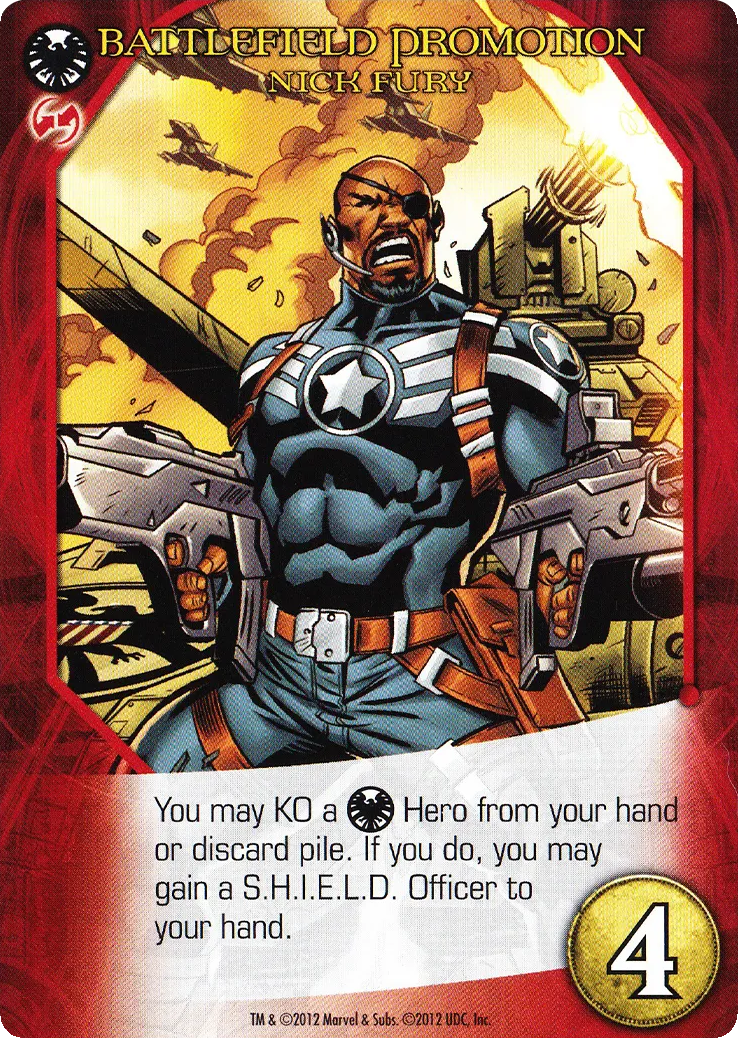 BATTLEFIELD PROMOTION
NICK FURY
You may KO a Hero from your hand
or discard pile. If you do, you may
gain a S.H.I.E.L.D. Officer to
your hand.
4
TM & ©2012 Marvel & Subs. ©2012 UDC, Inc.